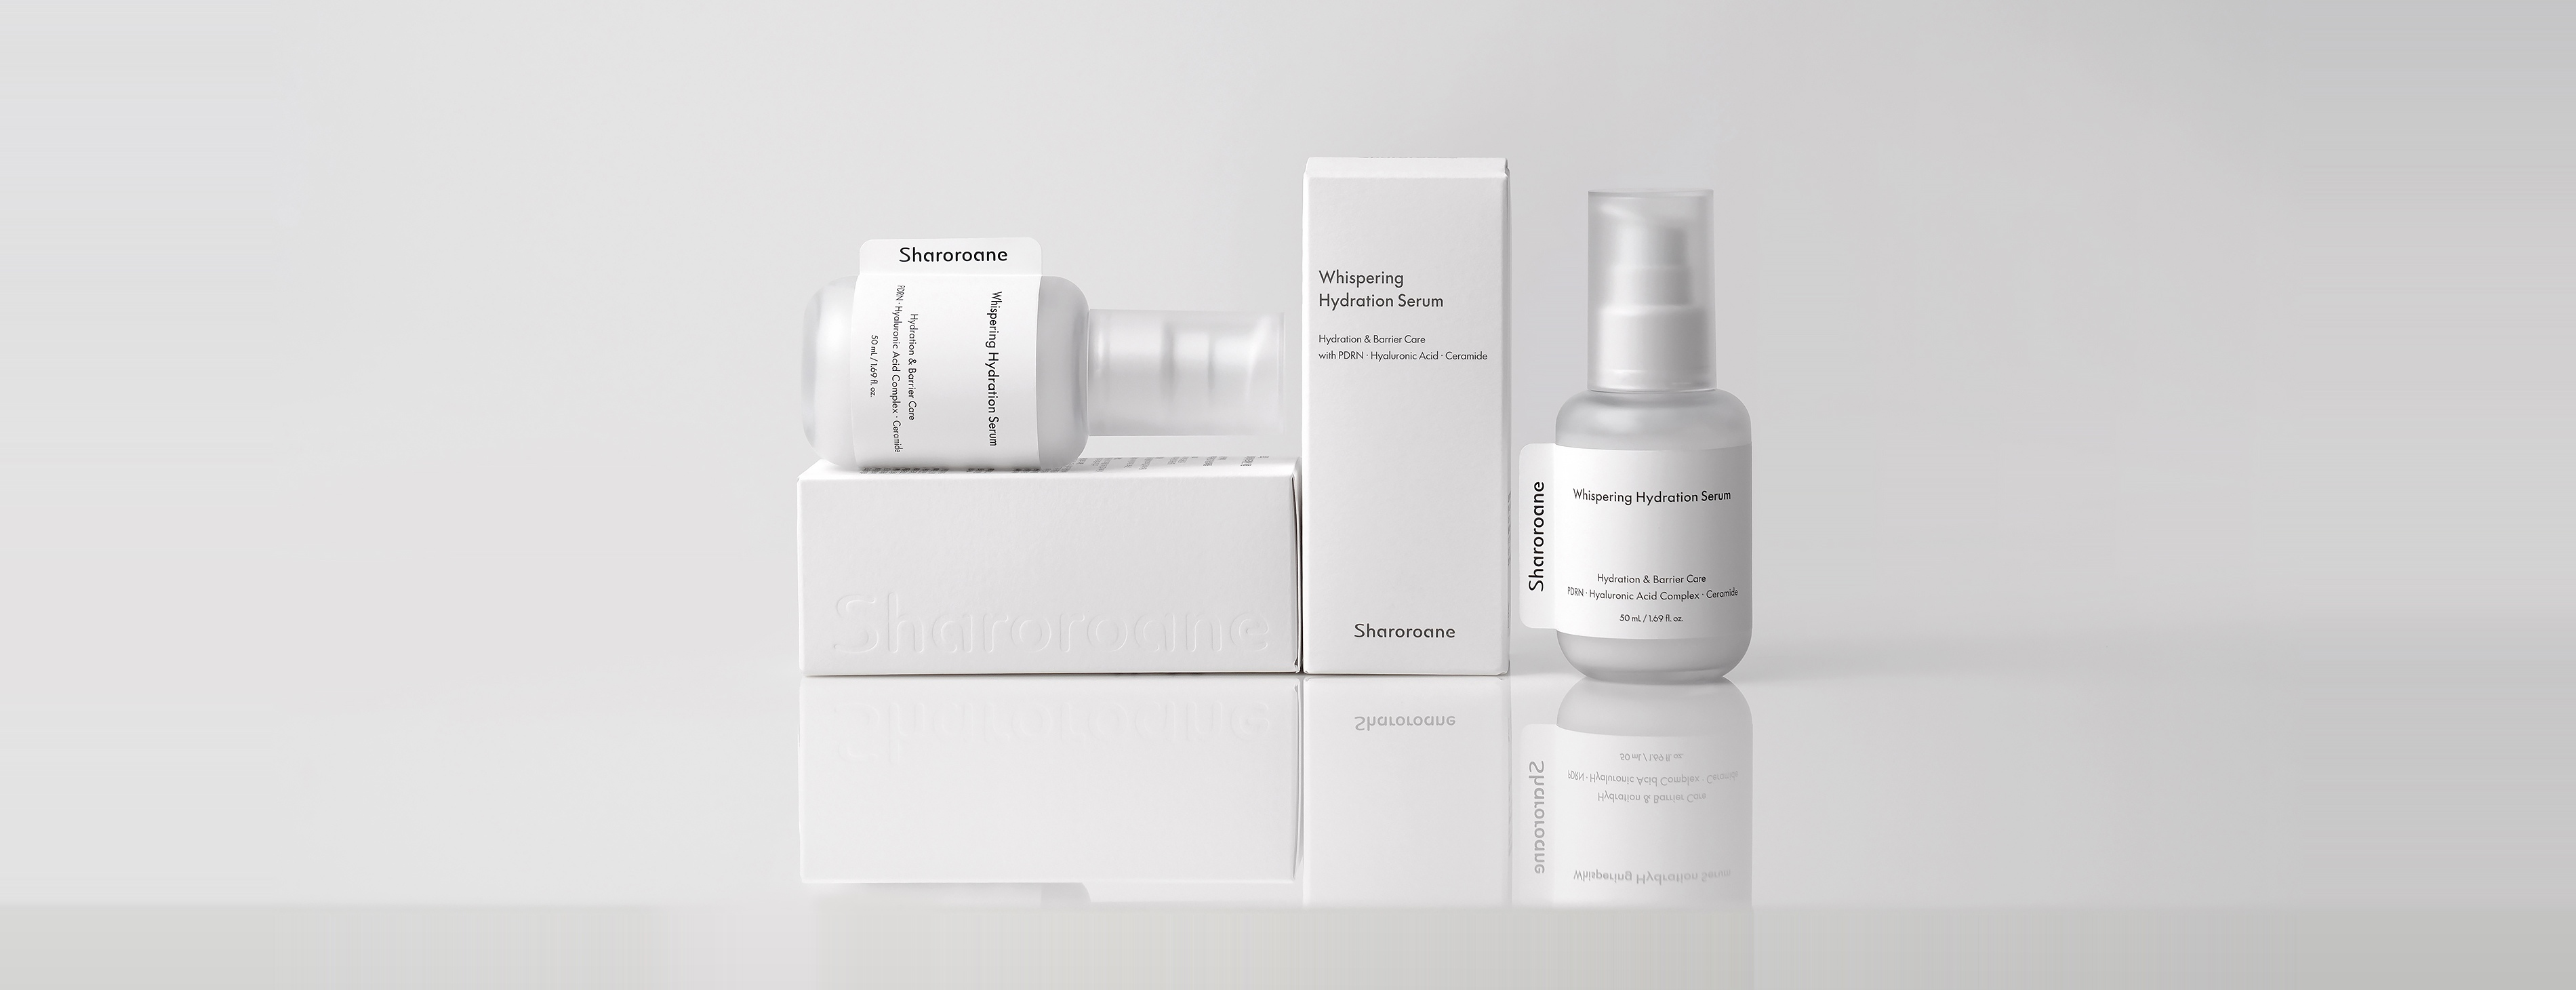 Sharoroane
Whispering Hydration Serum
Hydration & Barrier Care
PDRN · Hyaluronic Acid Complex · Ceramide
50 mL / 1.69 fl. oz.
Sharoroane
Whispering
Hydration Serum
Hydration & Barrier Care
with PDRN · Hyaluronic Acid · Ceramide
Sharoroane
Sharoroane
Whispering Hydration Serum
Hydration & Barrier Care
PDRN · Hyaluronic Acid Complex · Ceramide
50 mL / 1.69 fl. oz.